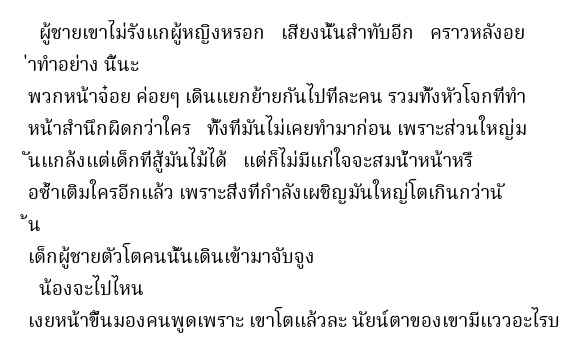 ผู้ชายเขาไม่รังแกผู้หญิงหรอก   เสียงนั้นสำทับอีก   คราวหลังอย
่าทำอย่าง นี้นะ
พวกหน้าจ๋อย ค่อยๆ เดินแยกย้ายกันไปทีละคน รวมทั้งหัวโจกที่ทำ
หน้าสำนึกผิดกว่าใคร   ทั้งที่มันไม่เคยทำมาก่อน เพราะส่วนใหญ่ม
ันแกล้งแต่เด็กที่สู้มันไม้ได้   แต่ก็ไม่มีแก่ใจจะสมน้ำหน้าหรื
อซ้ำเติมใครอีกแล้ว เพราะสิ่งที่กำลังเผชิญมันใหญ่โตเกินกว่านั
้น
เด็กผู้ชายตัวโตคนนั้นเดินเข้ามาจับจูง
น้องจะไปไหน
เงยหน้าขึ้นมองคนพูดเพราะ เขาโตแล้วละ นัยน์ตาของเขามีแววอะไรบ